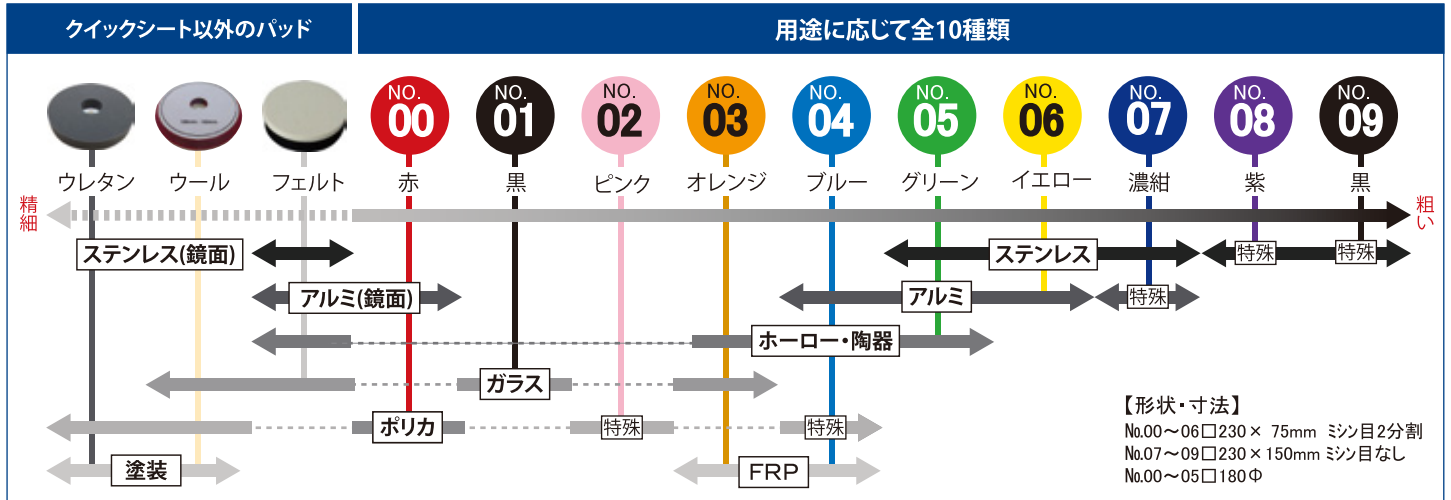 クイックシート以外のパッド
用途に応じて全10種類
NO.
00
NO.
01
NO.
02
NO.
03
NO.
04
NO.
05
NO.
06
NO.
07
NO.
08
NO.
09
ウレタン
ウール
フェルト
赤
黒
ピンク
オレンジ
ブルー
グリーン
イエロー
濃紺
紫
黒
精細
粗い
ステンレス(鏡面)
ステンレス
特殊
特殊
アルミ(鏡面)
アルミ
特殊
ホーロー・陶器
ガラス
ポリカ
特殊
特殊
塗装
FRP
【形状・寸法】
№00〜06□230× 75mm ミシン目2分割
№07〜09□230×150mm ミシン目なし
№00〜05□180Φ